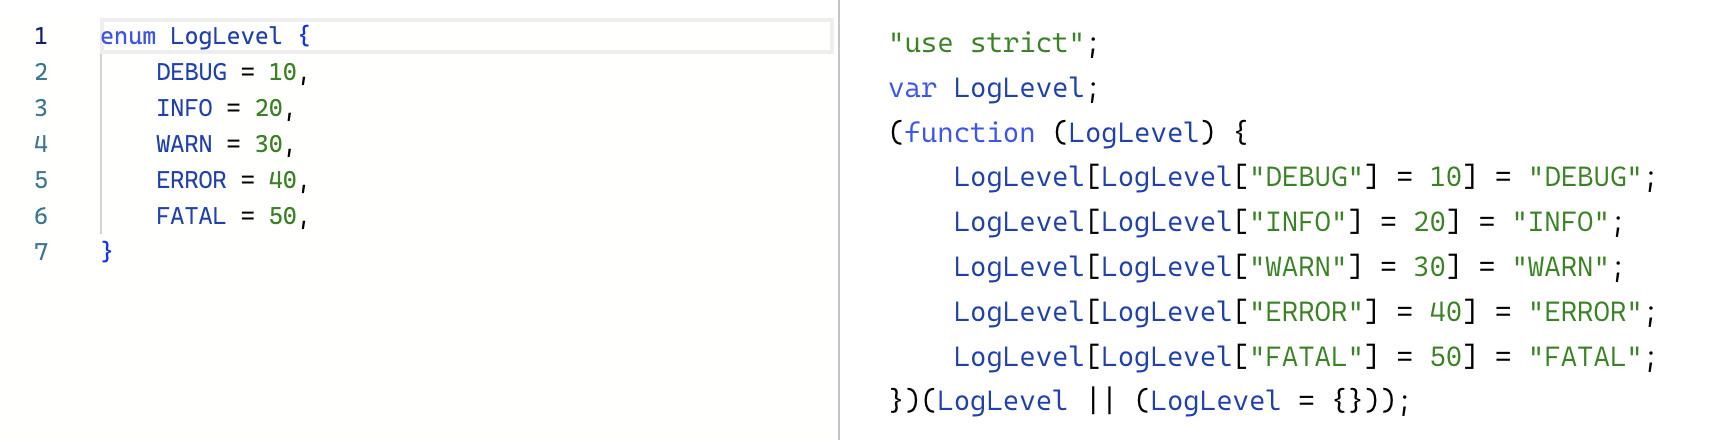 1 enum LogLevel {
2     DEBUG = 10,
3     INFO = 20,
4     WARN = 30,
5     ERROR = 40,
6     FATAL = 50,
7 }
"use strict";
var LogLevel;
(function (LogLevel) {
    LogLevel[LogLevel["DEBUG"] = 10] = "DEBUG";
    LogLevel[LogLevel["INFO"] = 20] = "INFO";
    LogLevel[LogLevel["WARN"] = 30] = "WARN";
    LogLevel[LogLevel["ERROR"] = 40] = "ERROR";
    LogLevel[LogLevel["FATAL"] = 50] = "FATAL";
})(LogLevel || (LogLevel = {}));